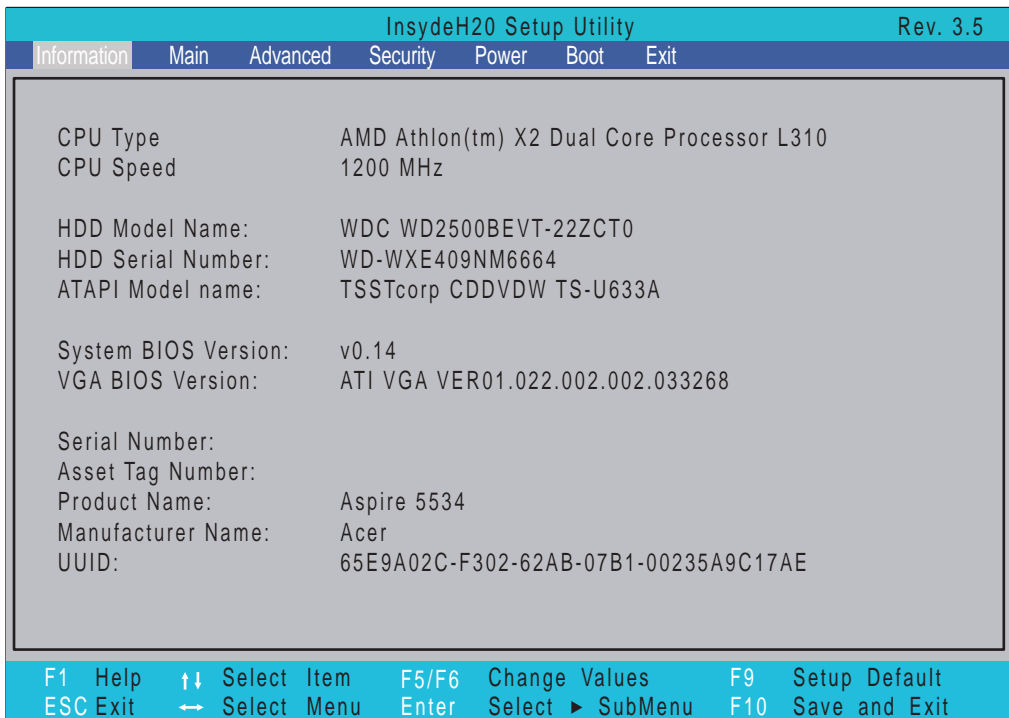 InsydeH20 Setup Utility Rev. 3.5
Information Main Advanced Security Power Boot Exit
CPU Type AMD Athlon(tm) X2 Dual Core Processor L310
CPU Speed 1200 MHz
HDD Model Name: WDC WD2500BEVT-22ZCT0
HDD Serial Number: WD-WXE409NM6664
ATAPI Model name: TSSTcorp CDDVDW TS-U633A
System BIOS Version: v0.14
VGA BIOS Version: ATI VGA VER01.022.002.002.033268
Serial Number:
Asset Tag Number:
Product Name: Aspire 5534
Manufacturer Name: Acer
UUID: 65E9A02C-F302-62AB-07B1-00235A9C17AE
F1 Help ↑↓ Select Item F5/F6 Change Values F9 Setup Default
ESC Exit ↔ Select Menu Enter Select ▶ SubMenu F10 Save and Exit